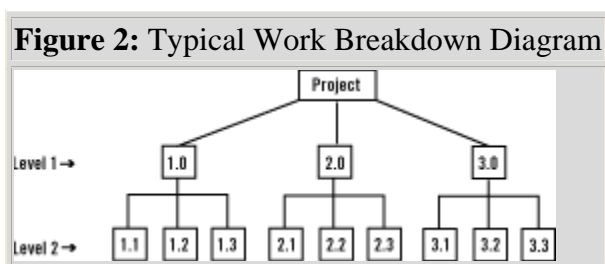 Figure 2: Typical Work Breakdown Diagram
Project
Level 1→ 1.0 2.0 3.0
Level 2→ 1.1 1.2 1.3 2.1 2.2 2.3 3.1 3.2 3.3